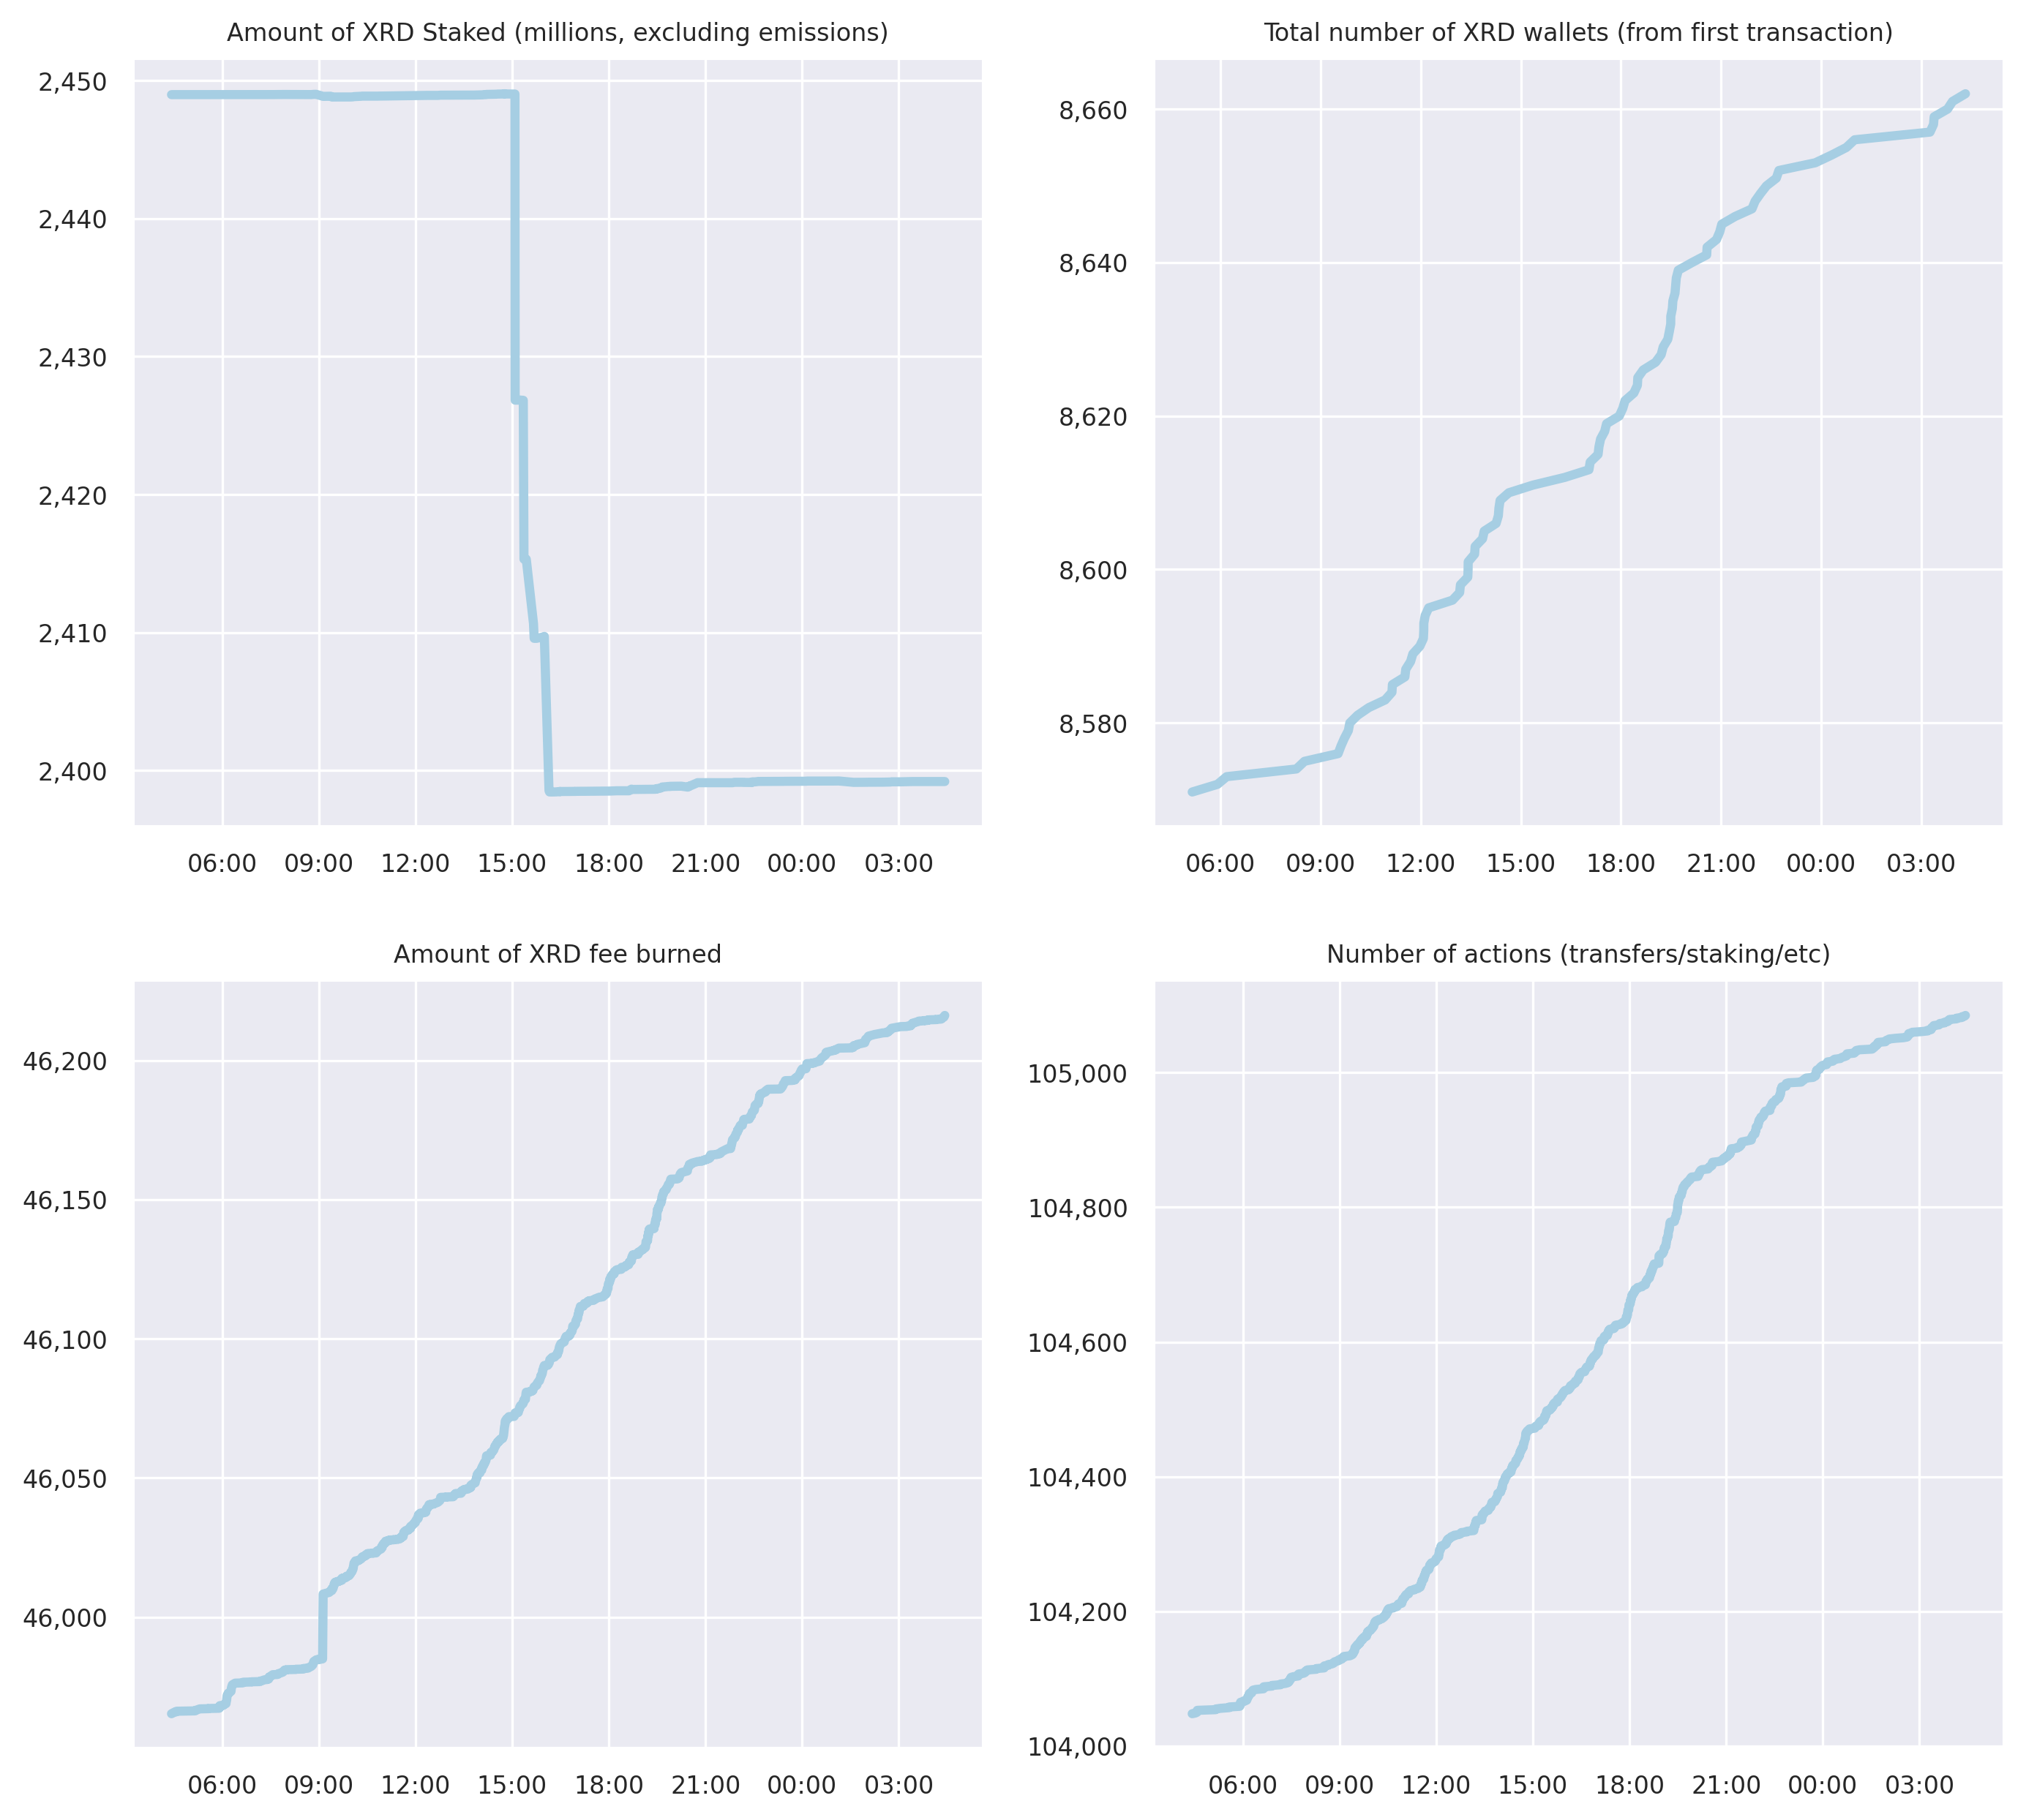 Amount of XRD Staked (millions, excluding emissions)
2,450
2,440
2,430
2,420
2,410
2,400
06:00 09:00 12:00 15:00 18:00 21:00 00:00 03:00
Total number of XRD wallets (from first transaction)
8,660
8,640
8,620
8,600
8,580
06:00 09:00 12:00 15:00 18:00 21:00 00:00 03:00
Amount of XRD fee burned
46,200
46,150
46,100
46,050
46,000
06:00 09:00 12:00 15:00 18:00 21:00 00:00 03:00
Number of actions (transfers/staking/etc)
105,000
104,800
104,600
104,400
104,200
104,000
06:00 09:00 12:00 15:00 18:00 21:00 00:00 03:00